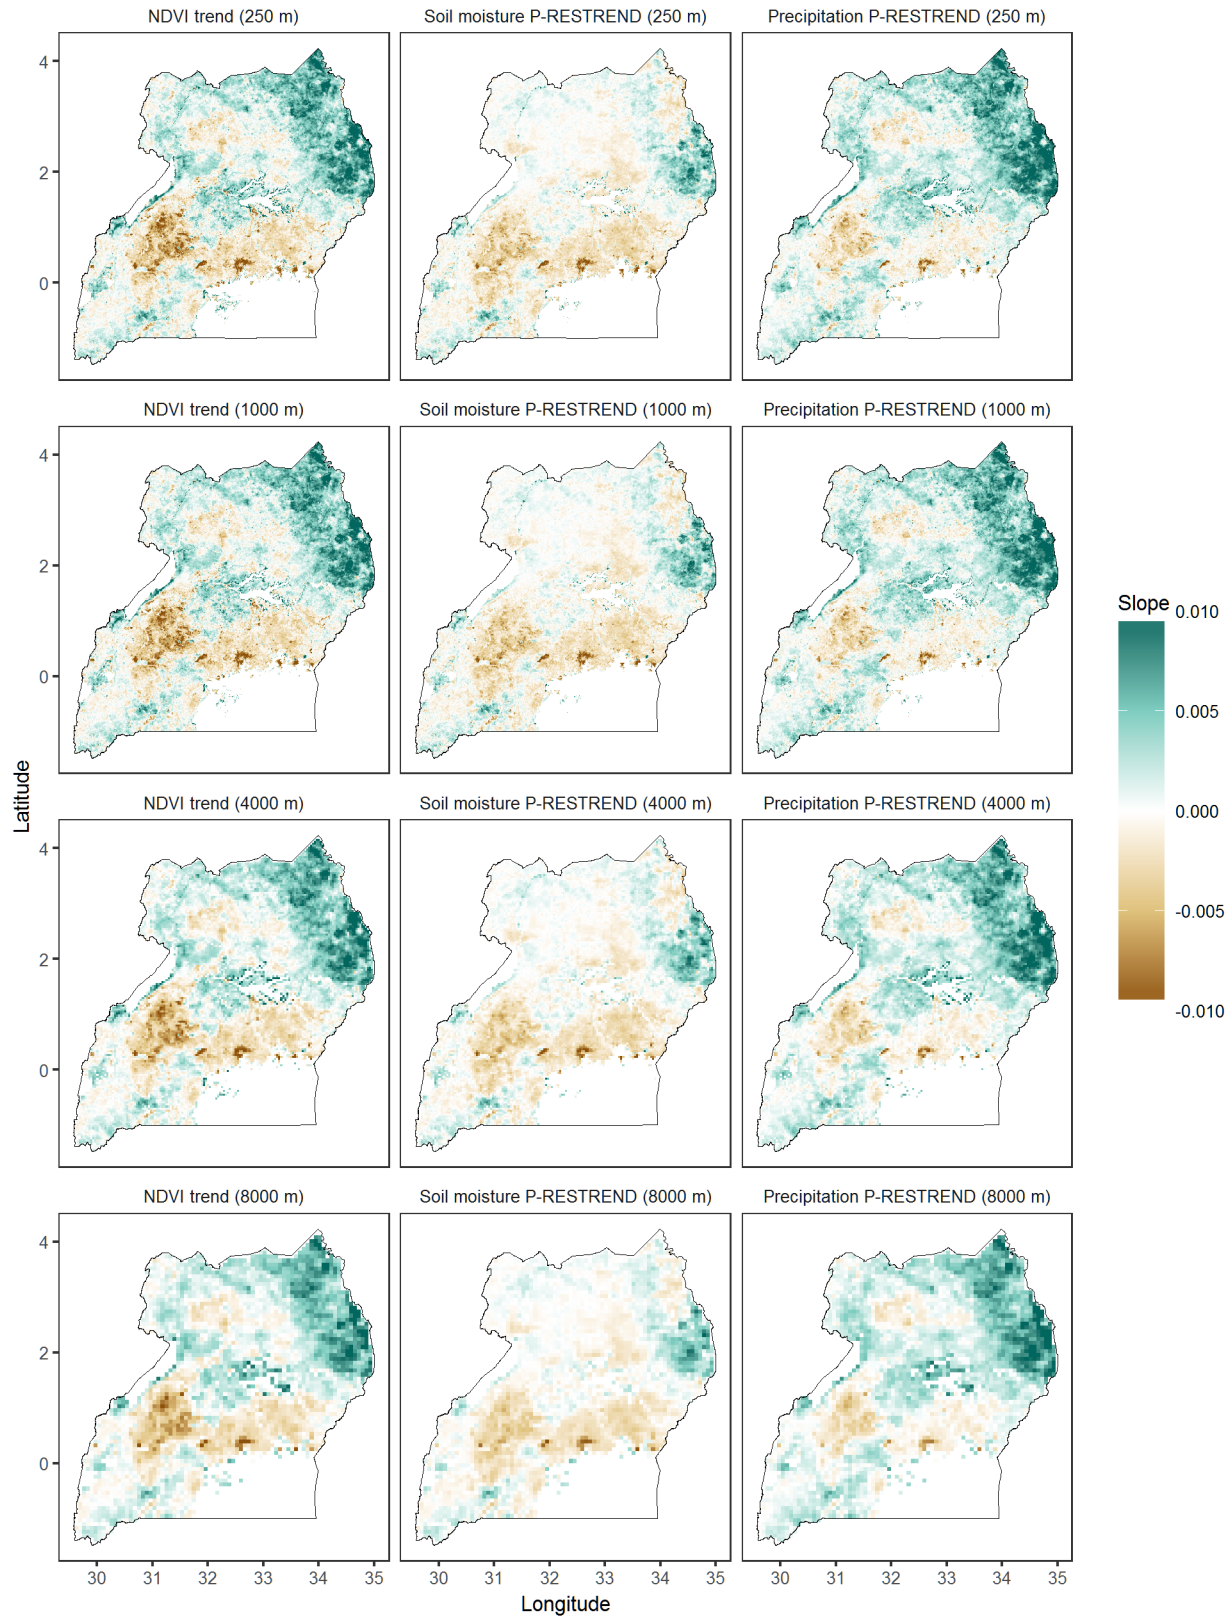 NDVI trend (250 m)
Soil moisture P-RESTREND (250 m)
Precipitation P-RESTREND (250 m)
4
2
0
NDVI trend (1000 m)
Soil moisture P-RESTREND (1000 m)
Precipitation P-RESTREND (1000 m)
4
2
0
Latitude
NDVI trend (4000 m)
Soil moisture P-RESTREND (4000 m)
Precipitation P-RESTREND (4000 m)
4
2
0
NDVI trend (8000 m)
Soil moisture P-RESTREND (8000 m)
Precipitation P-RESTREND (8000 m)
4
2
0
30 31 32 33 34 35
30 31 32 33 34 35
30 31 32 33 34 35
Longitude
Slope
0.010
0.005
0.000
-0.005
-0.010